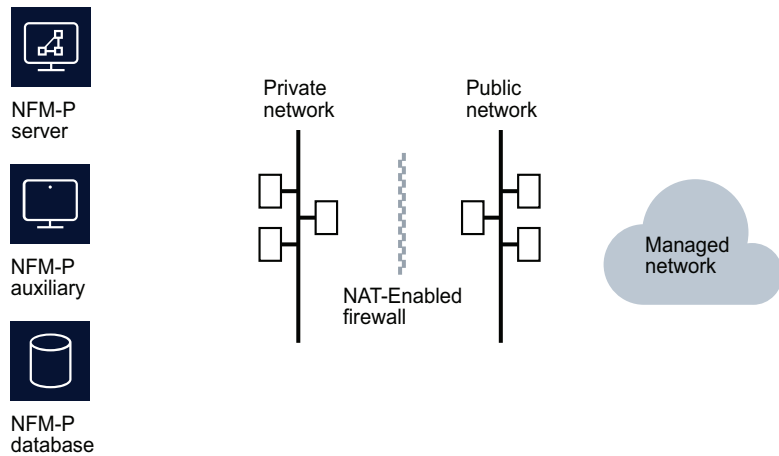 NFM-P
server
NFM-P
auxiliary
NFM-P
database
Private
network
NAT-Enabled
firewall
Public
network
Managed
network